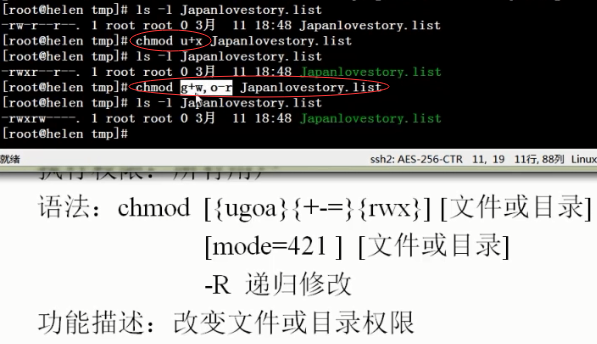 [root@helen tmp]# ls -l Japanlovestory.list
-rw-r--r--. 1 root root 0 3月  11 18:48 Japanlovestory.list
[root@helen tmp]# chmod u+x Japanlovestory.list
[root@helen tmp]# ls -l Japanlovestory.list
-rwxr--r--. 1 root root 0 3月  11 18:48 Japanlovestory.list
[root@helen tmp]# chmod g+w,o-r Japanlovestory.list
[root@helen tmp]# ls -l Japanlovestory.list
-rwxrw----. 1 root root 0 3月  11 18:48 Japanlovestory.list
[root@helen tmp]#
就绪 ssh2: AES-256-CTR 11, 19 11行, 88列 Linux
执行权限：所有用户
语法：chmod [{ugoa}{+-=}{rwx}] [文件或目录]
[mode=421 ] [文件或目录]
-R 递归修改
功能描述：改变文件或目录权限